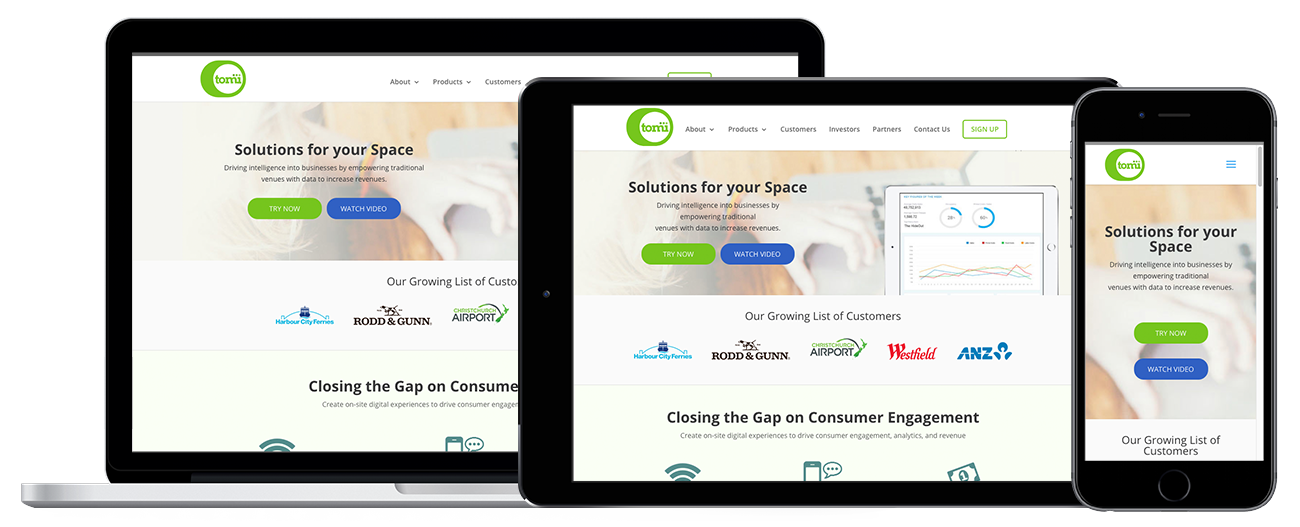 tomi
About
Products
Customers
Solutions for your Space
Driving intelligence into businesses by empowering traditional
venues with data to increase revenues.
TRY NOW
WATCH VIDEO
Our Growing List of Custo
Harbour City Ferries
RODD & GUNN
CHRISTCHURCH
AIRPORT
Closing the Gap on Consume
Create on-site digital experiences to drive consumer engage
tomi
About
Products
Customers
Investors
Partners
Contact Us
SIGN UP
Solutions for your Space
Driving intelligence into businesses by
empowering traditional
venues with data to increase revenues.
TRY NOW
WATCH VIDEO
Our Growing List of Customers
Harbour City Ferries
RODD & GUNN
CHRISTCHURCH
AIRPORT
Westfield
ANZ
Closing the Gap on Consumer Engagement
Create on-site digital experiences to drive consumer engagement, analytics, and revenue
tomi
Solutions for your
Space
Driving intelligence into businesses by
empowering traditional
venues with data to increase revenues.
TRY NOW
WATCH VIDEO
Our Growing List of
Customers